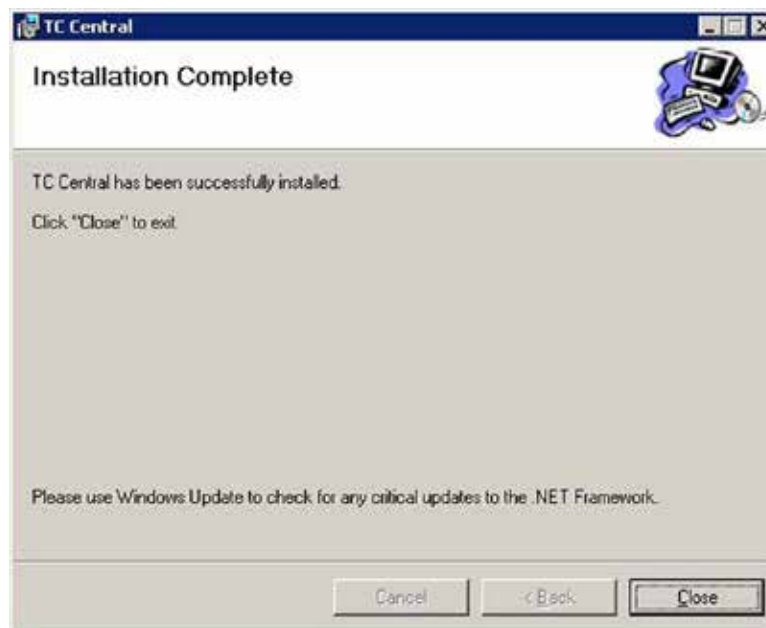 TC Central
Installation Complete
TC Central has been successfully installed.
Click "Close" to exit.
Please use Windows Update to check for any critical updates to the .NET Framework.
Cancel
< Back
Close